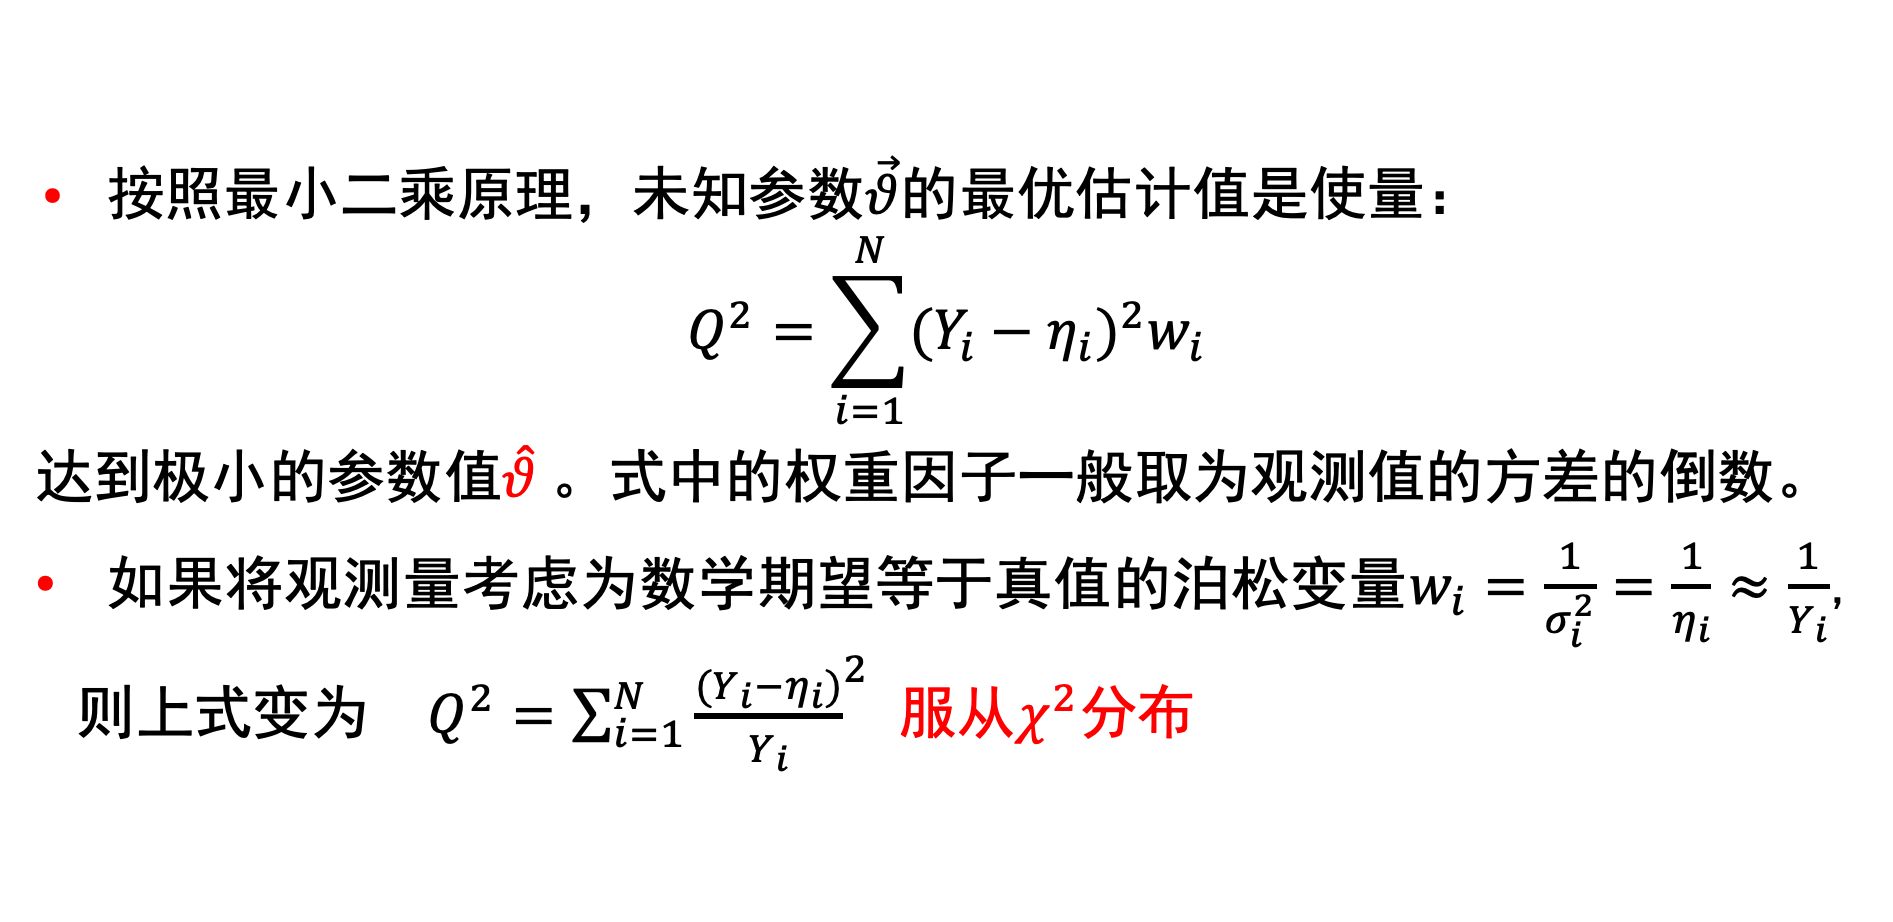 • 按照最小二乘原理，未知参数$\vec{\vartheta}$的最优估计值是使量：
$Q^2 = \sum_{i=1}^{N} (Y_i - \eta_i)^2 w_i$
达到极小的参数值$\hat{\vartheta}$ 。式中的权重因子一般取为观测值的方差的倒数。
• 如果将观测量考虑为数学期望等于真值的泊松变量$w_i = \frac{1}{\sigma_i^2} = \frac{1}{\eta_i} \approx \frac{1}{Y_i}$,
则上式变为 $Q^2 = \sum_{i=1}^{N} \frac{(Y_i - \eta_i)^2}{Y_i}$ 服从$\chi^2$分布